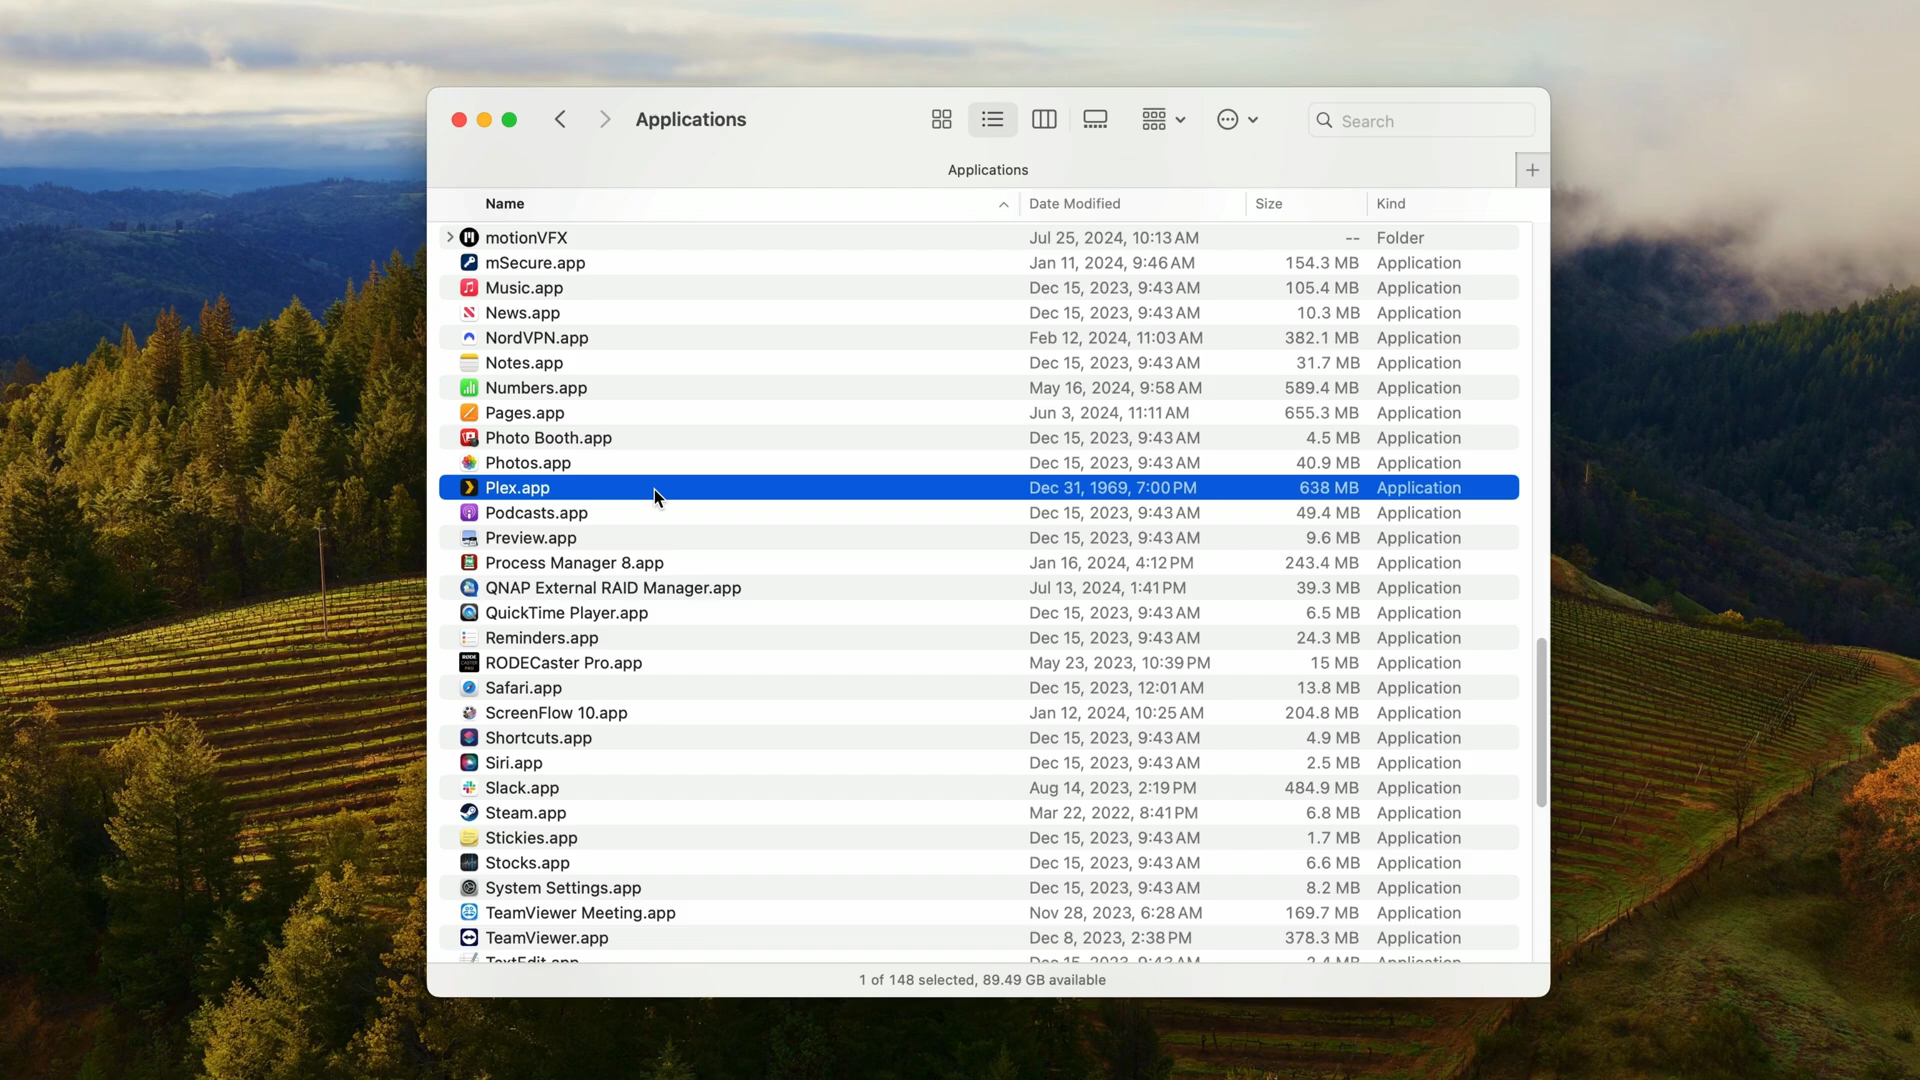 Applications
Search
Applications
Name Date Modified Size Kind
motionVFX Jul 25, 2024, 10:13 AM -- Folder
mSecure.app Jan 11, 2024, 9:46 AM 154.3 MB Application
Music.app Dec 15, 2023, 9:43 AM 105.4 MB Application
News.app Dec 15, 2023, 9:43 AM 10.3 MB Application
NordVPN.app Feb 12, 2024, 11:03 AM 382.1 MB Application
Notes.app Dec 15, 2023, 9:43 AM 31.7 MB Application
Numbers.app May 16, 2024, 9:58 AM 589.4 MB Application
Pages.app Jun 3, 2024, 11:11 AM 655.3 MB Application
Photo Booth.app Dec 15, 2023, 9:43 AM 4.5 MB Application
Photos.app Dec 15, 2023, 9:43 AM 40.9 MB Application
Plex.app Dec 31, 1969, 7:00 PM 638 MB Application
Podcasts.app Dec 15, 2023, 9:43 AM 49.4 MB Application
Preview.app Dec 15, 2023, 9:43 AM 9.6 MB Application
Process Manager 8.app Jan 16, 2024, 4:12 PM 243.4 MB Application
QNAP External RAID Manager.app Jul 13, 2024, 1:41 PM 39.3 MB Application
QuickTime Player.app Dec 15, 2023, 9:43 AM 6.5 MB Application
Reminders.app Dec 15, 2023, 9:43 AM 24.3 MB Application
RODECaster Pro.app May 23, 2023, 10:39 PM 15 MB Application
Safari.app Dec 15, 2023, 12:01 AM 13.8 MB Application
ScreenFlow 10.app Jan 12, 2024, 10:25 AM 204.8 MB Application
Shortcuts.app Dec 15, 2023, 9:43 AM 4.9 MB Application
Siri.app Dec 15, 2023, 9:43 AM 2.5 MB Application
Slack.app Aug 14, 2023, 2:19 PM 484.9 MB Application
Steam.app Mar 22, 2022, 8:41 PM 6.8 MB Application
Stickies.app Dec 15, 2023, 9:43 AM 1.7 MB Application
Stocks.app Dec 15, 2023, 9:43 AM 6.6 MB Application
System Settings.app Dec 15, 2023, 9:43 AM 8.2 MB Application
TeamViewer Meeting.app Nov 28, 2023, 6:28 AM 169.7 MB Application
TeamViewer.app Dec 8, 2023, 2:38 PM 378.3 MB Application
TextEdit.app Dec 15, 2023, 9:43 AM 2.4 MB Application
1 of 148 selected, 89.49 GB available